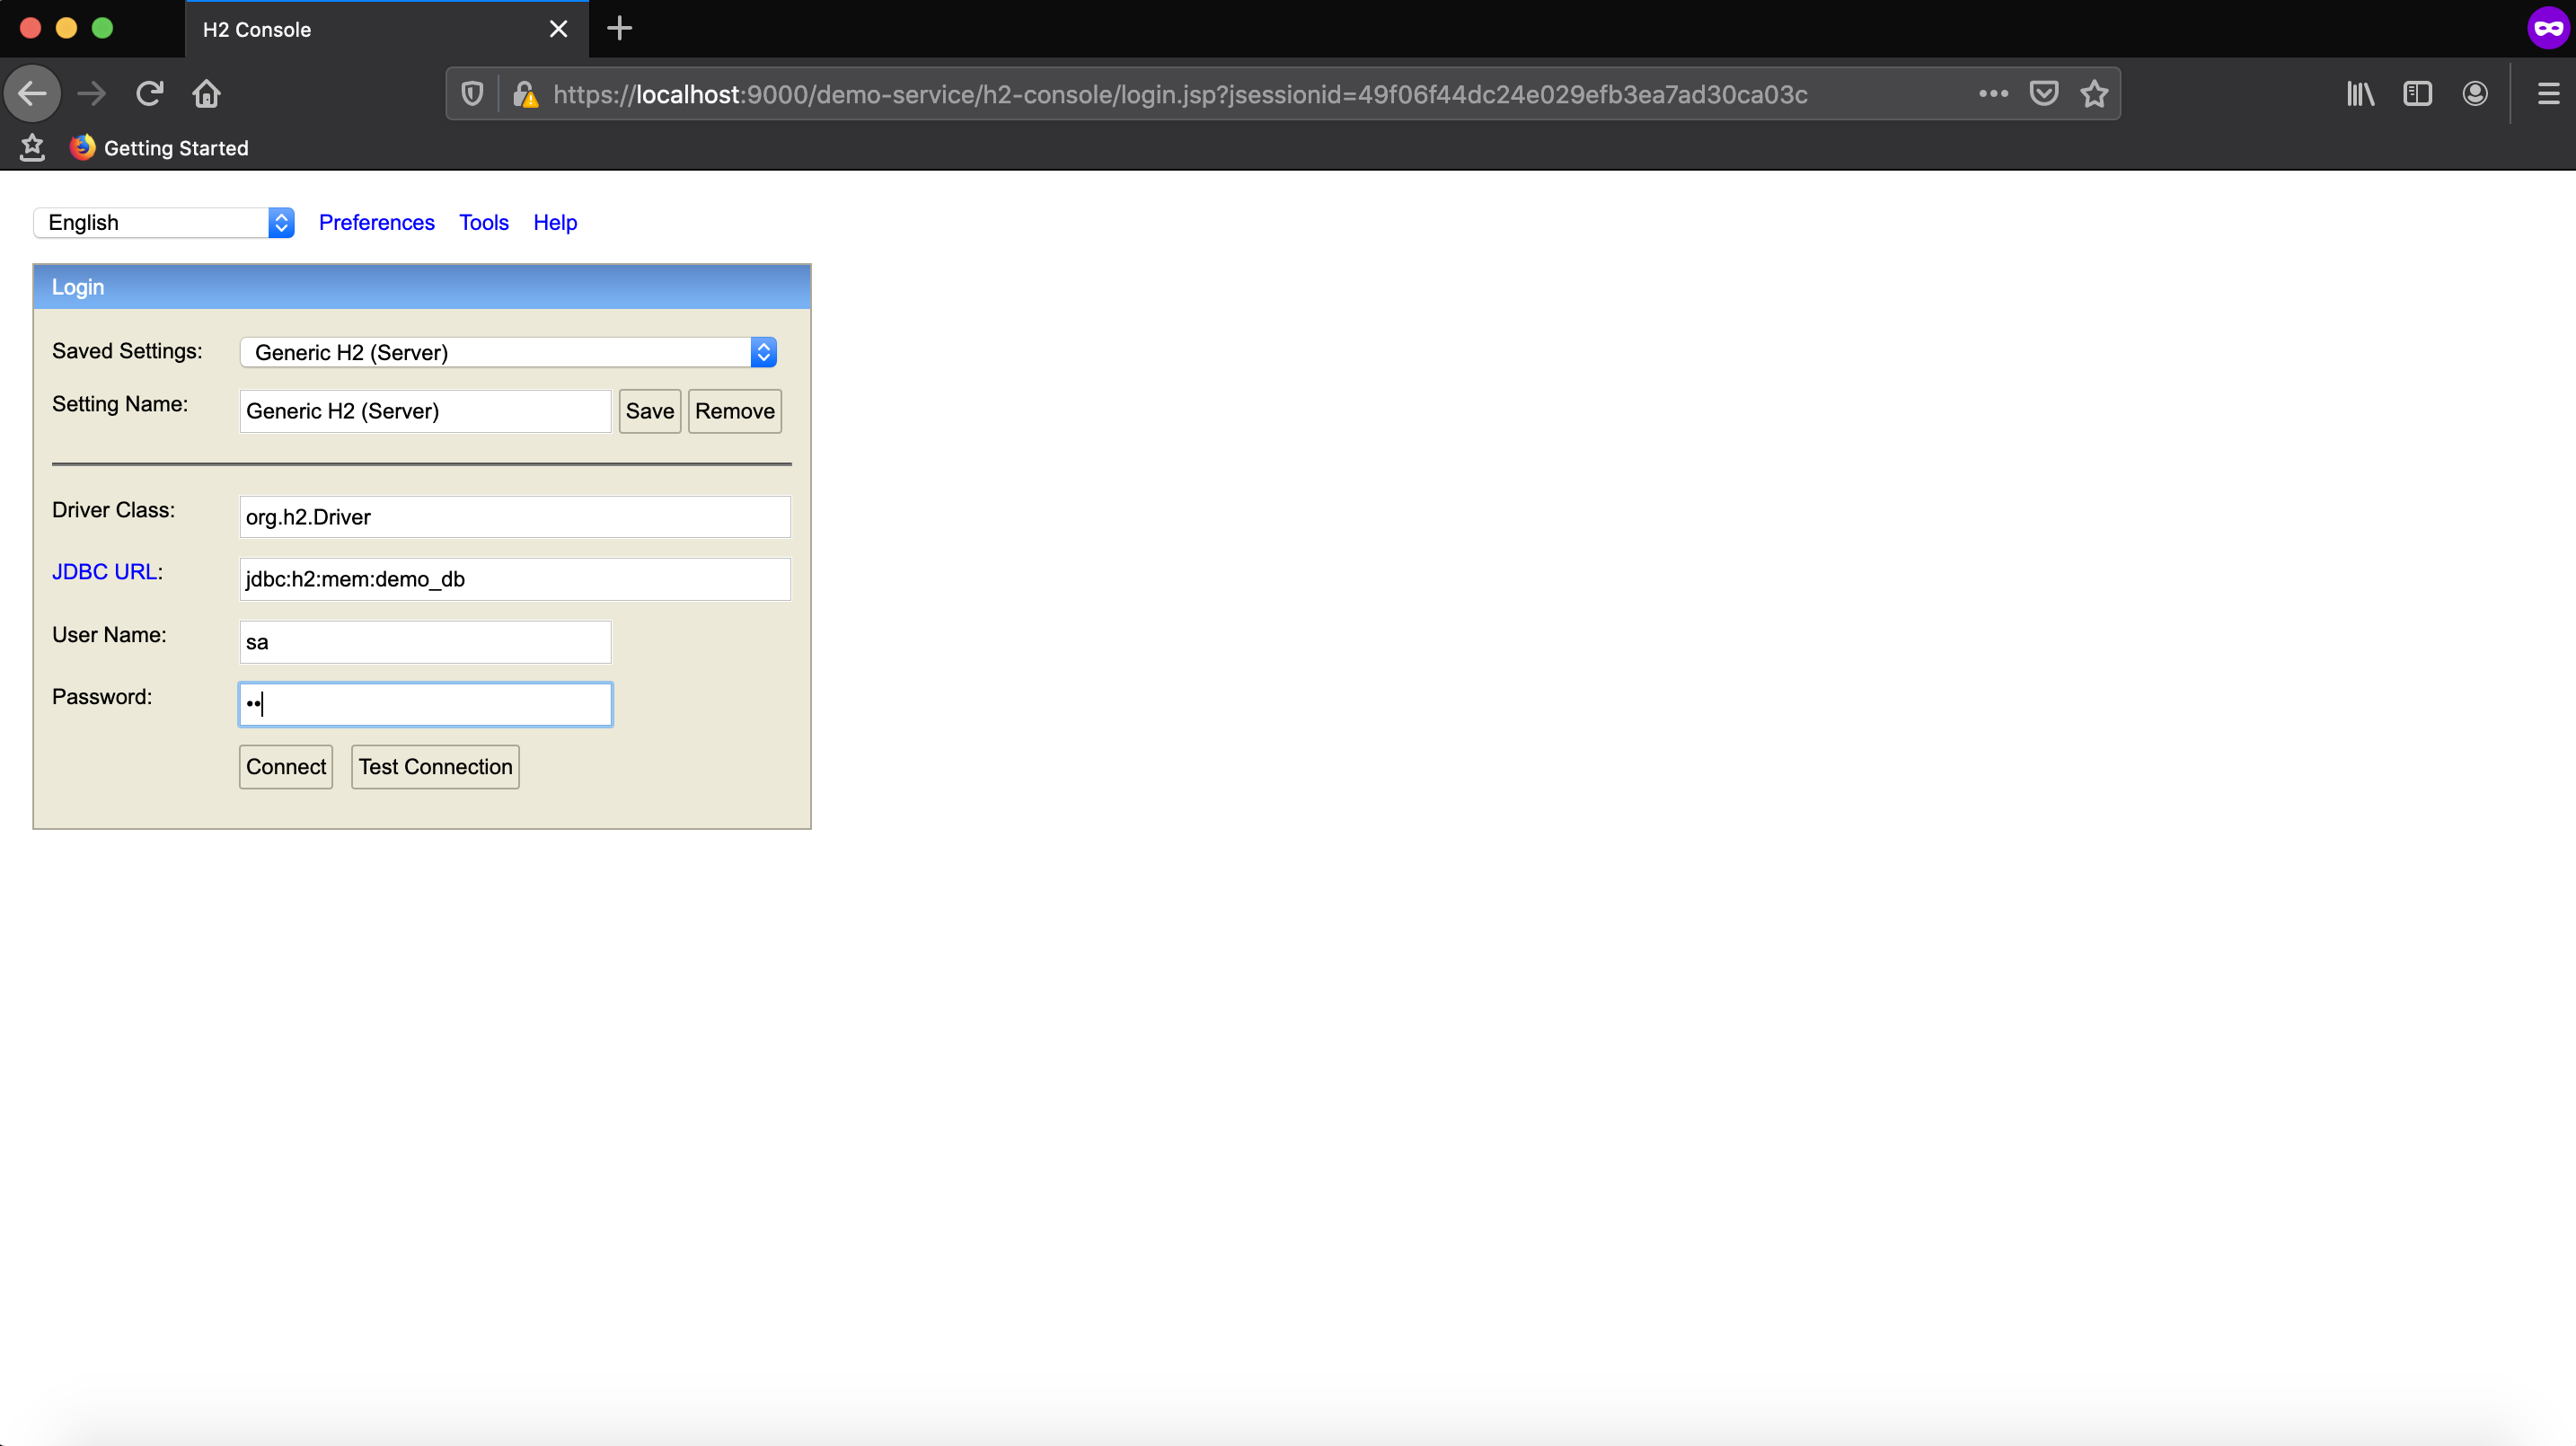 H2 Console
https://localhost:9000/demo-service/h2-console/login.jsp?jsessionid=49f06f44dc24e029efb3ea7ad30ca03c
Getting Started
English Preferences Tools Help
Login
Saved Settings: Generic H2 (Server)
Setting Name: Generic H2 (Server) Save Remove
Driver Class: org.h2.Driver
JDBC URL: jdbc:h2:mem:demo_db
User Name: sa
Password: ••
Connect Test Connection